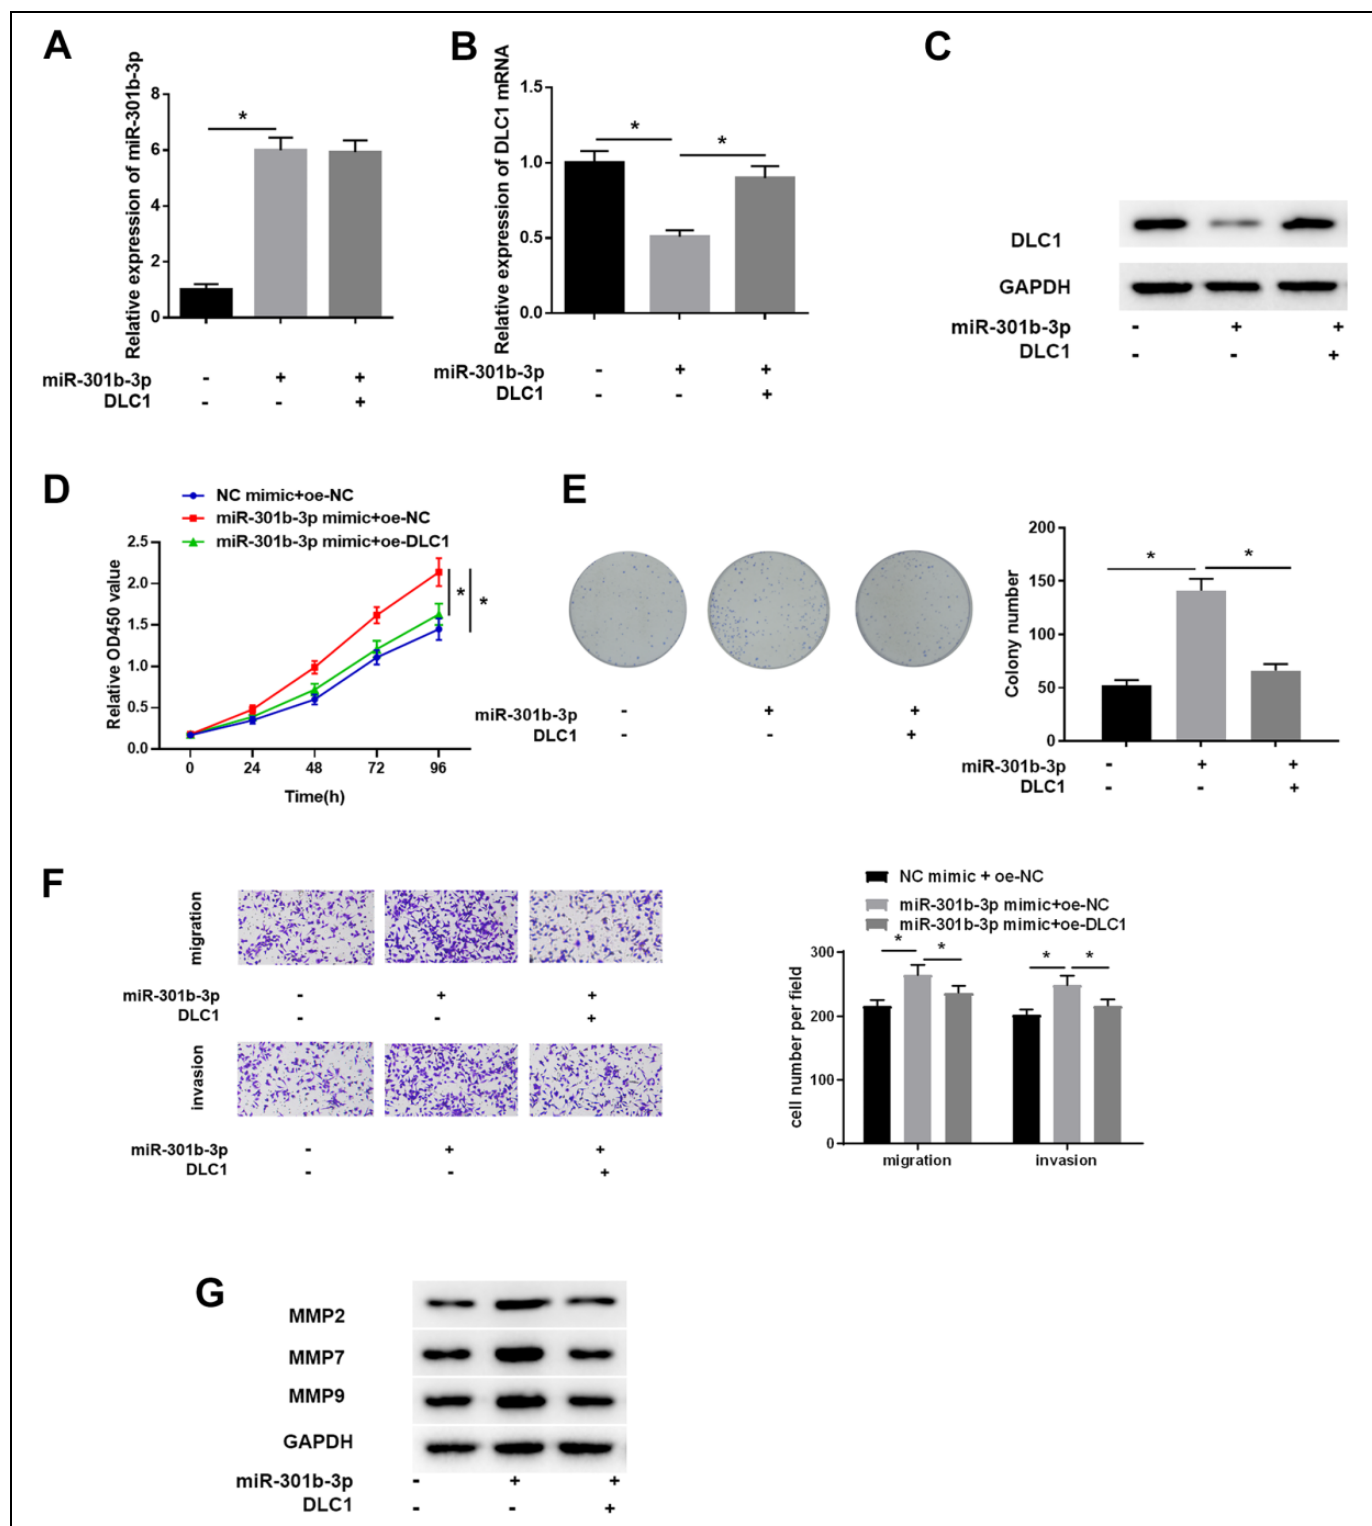 A
Relative expression of miR-301b-3p
8
6
4
2
0
*
miR-301b-3p - + +
DLC1 - - +
B
Relative expression of DLC1 mRNA
1.5
1.0
0.5
0.0
* *
miR-301b-3p - + +
DLC1 - - +
C
DLC1
GAPDH
miR-301b-3p - + +
DLC1 - - +
D
NC mimic+oe-NC
miR-301b-3p mimic+oe-NC
miR-301b-3p mimic+oe-DLC1
Relative OD450 value
2.5
2.0
1.5
1.0
0.5
0.0
* *
0 24 48 72 96
Time(h)
E
miR-301b-3p - + +
DLC1 - - +
Colony number
200
150
100
50
0
* *
miR-301b-3p - + +
DLC1 - - +
F
migration
miR-301b-3p - + +
DLC1 - - +
invasion
miR-301b-3p - + +
DLC1 - - +
NC mimic + oe-NC
miR-301b-3p mimic+oe-NC
miR-301b-3p mimic+oe-DLC1
cell number per field
300
200
100
0
* * * *
migration invasion
G
MMP2
MMP7
MMP9
GAPDH
miR-301b-3p - + +
DLC1 - - +